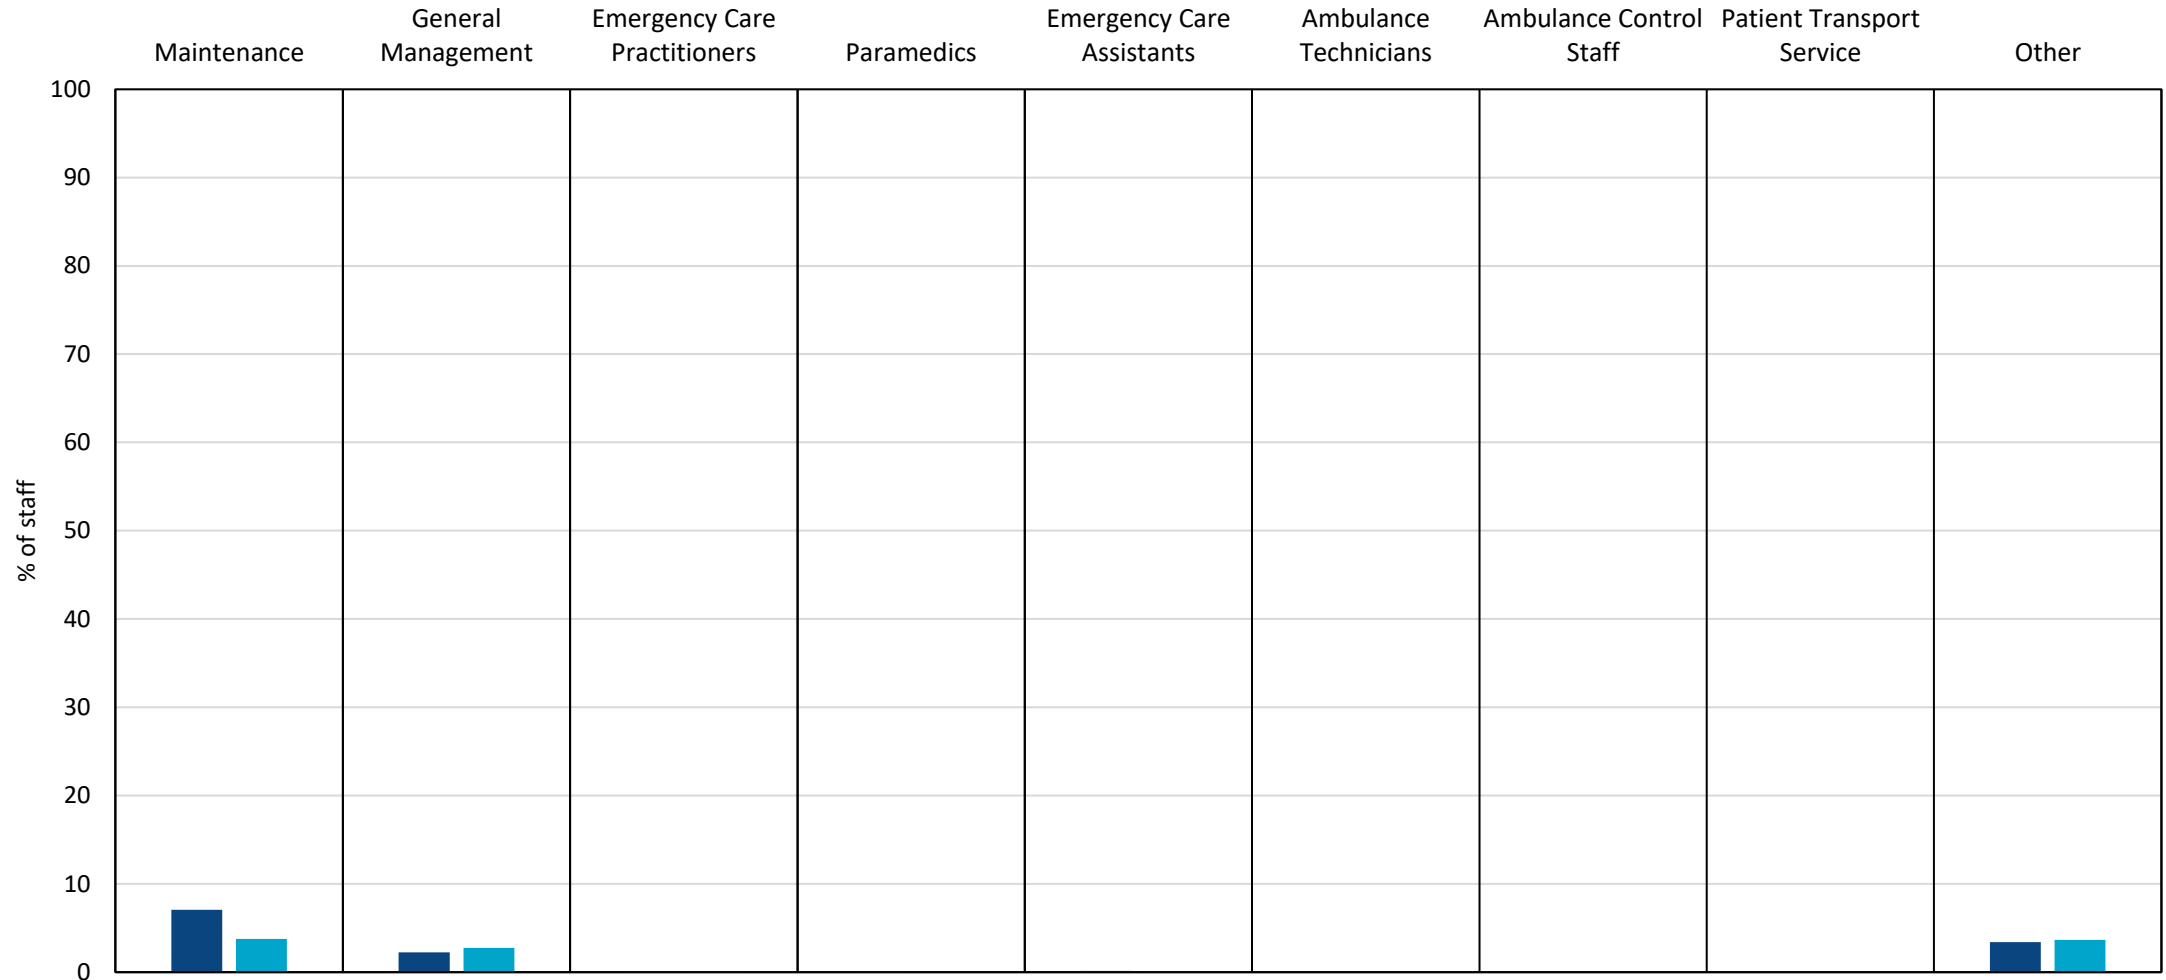 Maintenance
General
Management
Emergency Care
Practitioners
Paramedics
Emergency Care
Assistants
Ambulance
Technicians
Ambulance Control
Staff
Patient Transport
Service
Other
100
90
80
70
60
50
40
30
20
10
0
% of staff